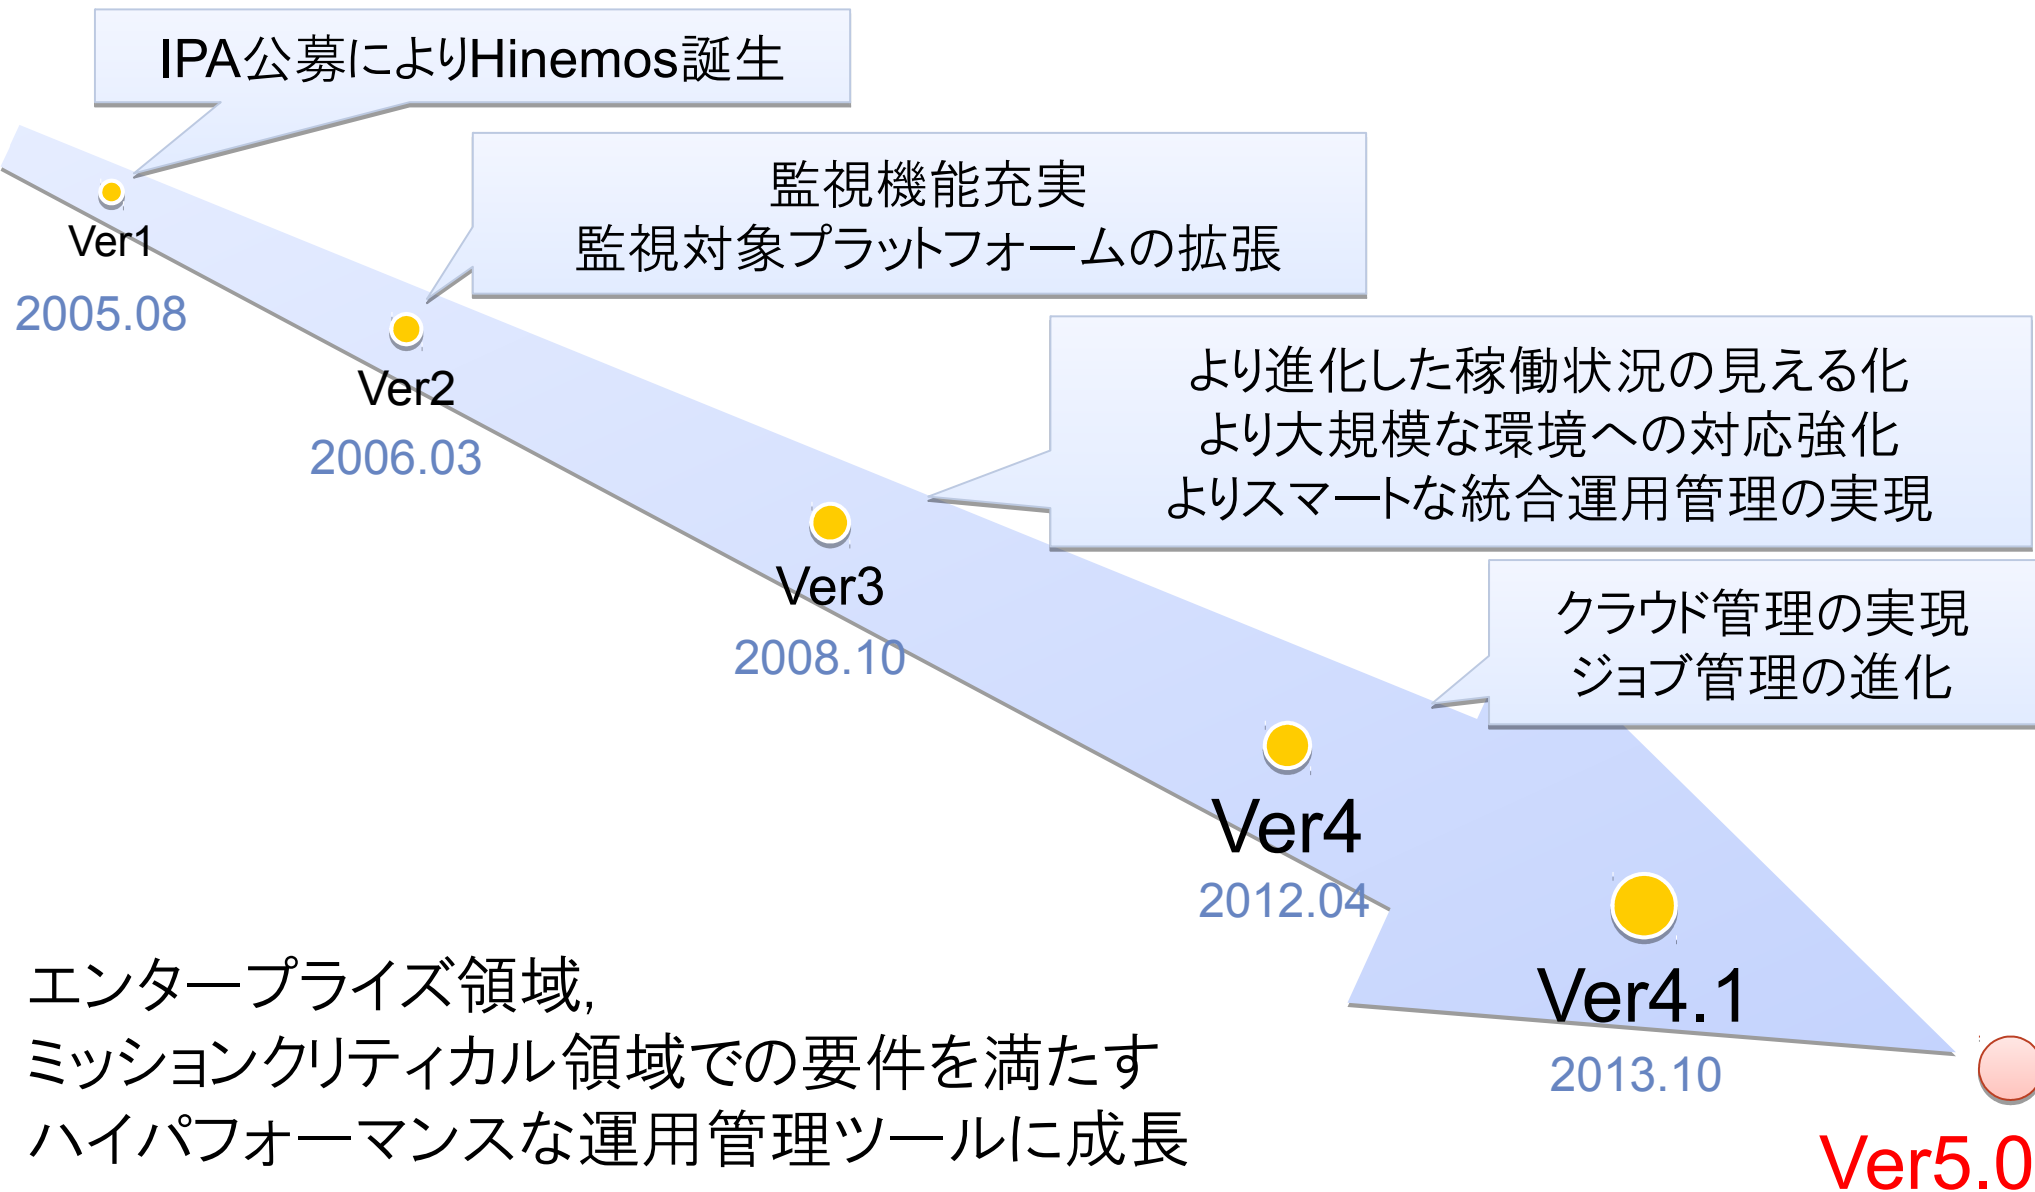 IPA公募によりHinemos誕生
Ver1
2005.08
監視機能充実
監視対象プラットフォームの拡張
Ver2
2006.03
より進化した稼働状況の見える化
より大規模な環境への対応強化
よりスマートな統合運用管理の実現
Ver3
2008.10
クラウド管理の実現
ジョブ管理の進化
Ver4
2012.04
Ver4.1
2013.10
Ver5.0
エンタープライズ領域,
ミッションクリティカル領域での要件を満たす
ハイパフォーマンスな運用管理ツールに成長